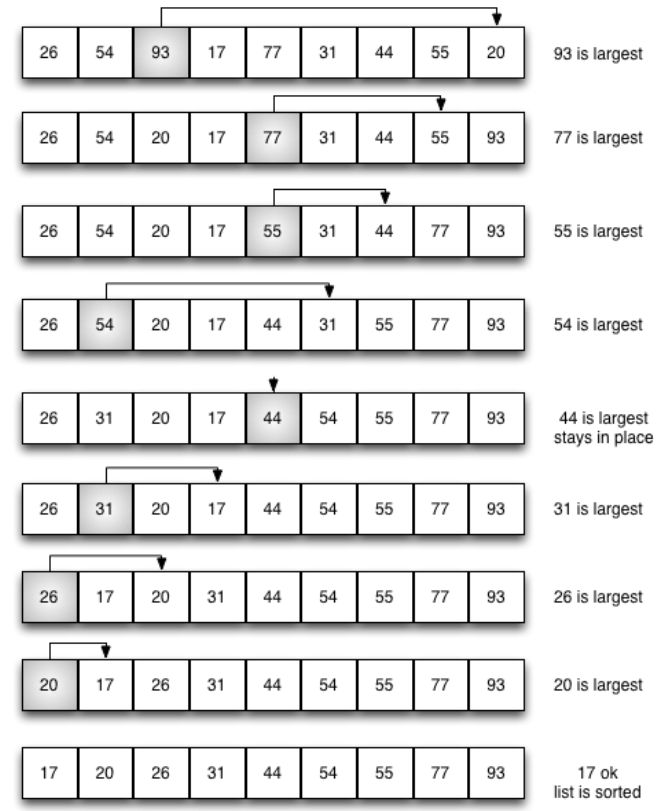 26 54 93 17 77 31 44 55 20 93 is largest
26 54 20 17 77 31 44 55 93 77 is largest
26 54 20 17 55 31 44 77 93 55 is largest
26 54 20 17 44 31 55 77 93 54 is largest
26 31 20 17 44 54 55 77 93 44 is largest
stays in place
26 31 20 17 44 54 55 77 93 31 is largest
26 17 20 31 44 54 55 77 93 26 is largest
20 17 26 31 44 54 55 77 93 20 is largest
17 20 26 31 44 54 55 77 93 17 ok
list is sorted